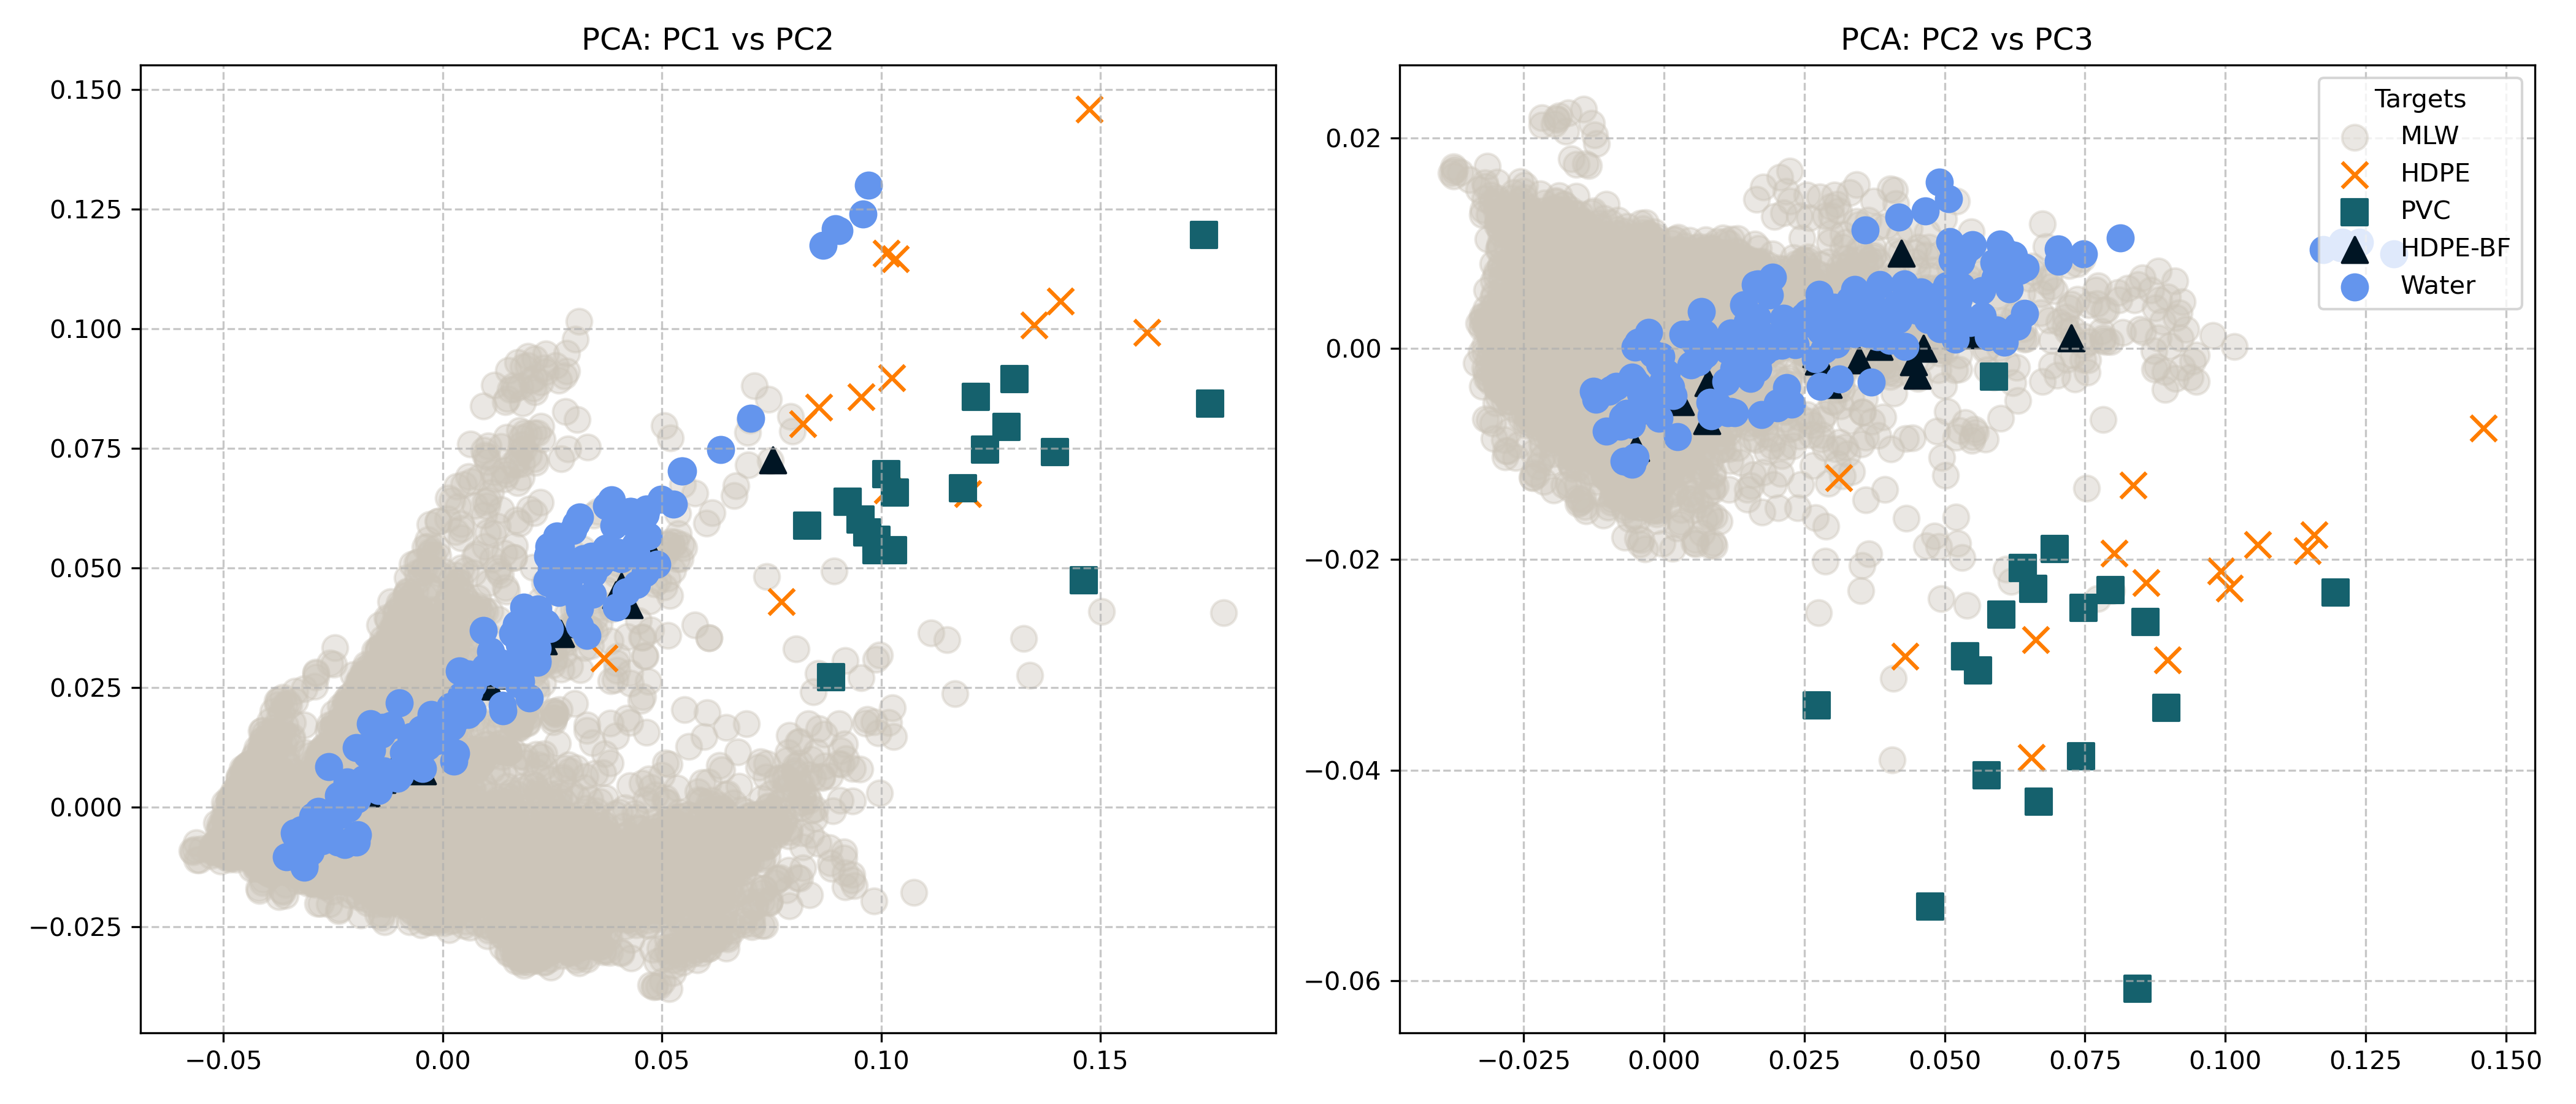 PCA: PC1 vs PC2
0.150
0.125
0.100
0.075
0.050
0.025
0.000
−0.025
−0.05 0.00 0.05 0.10 0.15
PCA: PC2 vs PC3
0.02
0.00
−0.02
−0.04
−0.06
−0.025 0.000 0.025 0.050 0.075 0.100 0.125 0.150
Targets
MLW
HDPE
PVC
HDPE-BF
Water